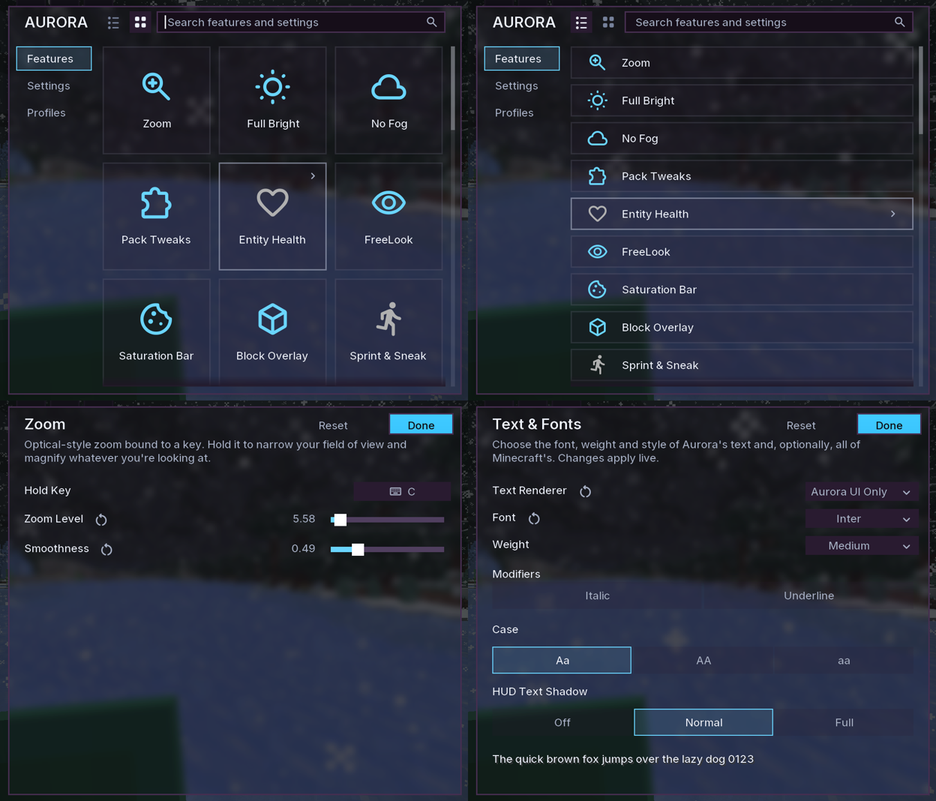 AURORA
Search features and settings
Features
Settings
Profiles
Zoom
Full Bright
No Fog
Pack Tweaks
Entity Health
FreeLook
Saturation Bar
Block Overlay
Sprint & Sneak
AURORA
Search features and settings
Features
Settings
Profiles
Zoom
Full Bright
No Fog
Pack Tweaks
Entity Health
FreeLook
Saturation Bar
Block Overlay
Sprint & Sneak
Zoom
Reset
Done
Optical-style zoom bound to a key. Hold it to narrow your field of view and
magnify whatever you're looking at.
Hold Key
C
Zoom Level
5.58
Smoothness
0.49
Text & Fonts
Reset
Done
Choose the font, weight and style of Aurora's text and, optionally, all of
Minecraft's. Changes apply live.
Text Renderer
Aurora UI Only
Font
Inter
Weight
Medium
Modifiers
Italic
Underline
Case
Aa
AA
aa
HUD Text Shadow
Off
Normal
Full
The quick brown fox jumps over the lazy dog 0123